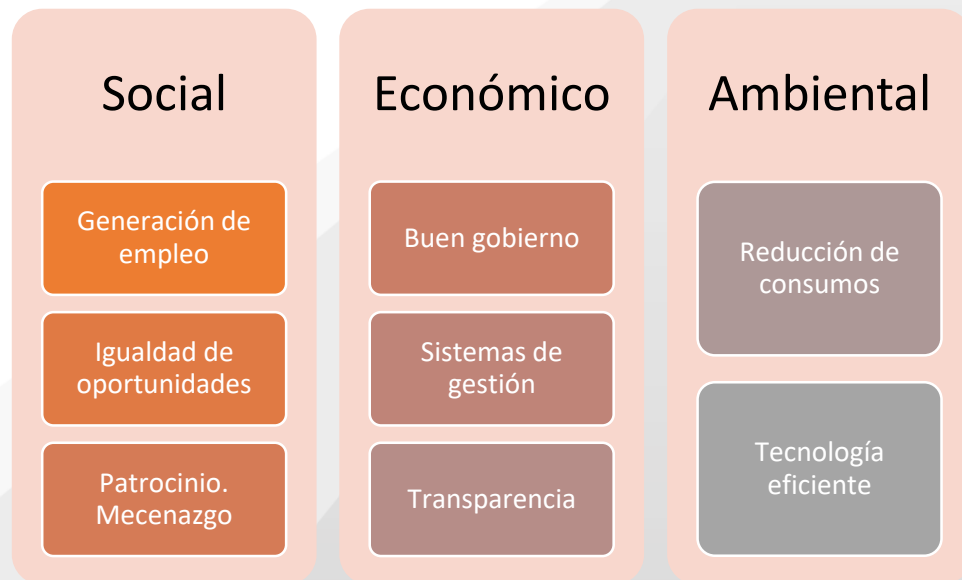 Social
Generación de
empleo
Igualdad de
oportunidades
Patrocinio.
Mecenazgo
Económico
Buen gobierno
Sistemas de
gestión
Transparencia
Ambiental
Reducción de
consumos
Tecnología
eficiente